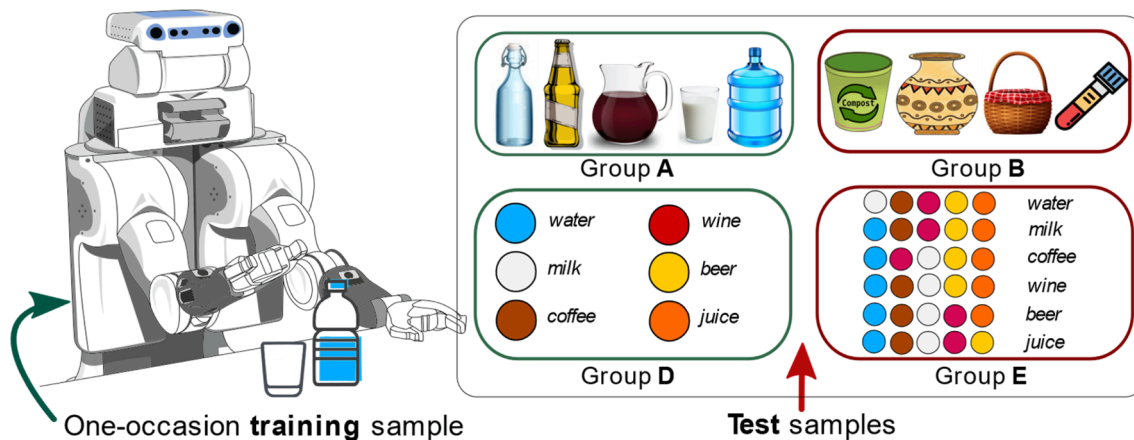 Compost
Group A
Group B
water
wine
milk
beer
coffee
juice
Group D
water
milk
coffee
wine
beer
juice
Group E
One-occasion training sample
Test samples